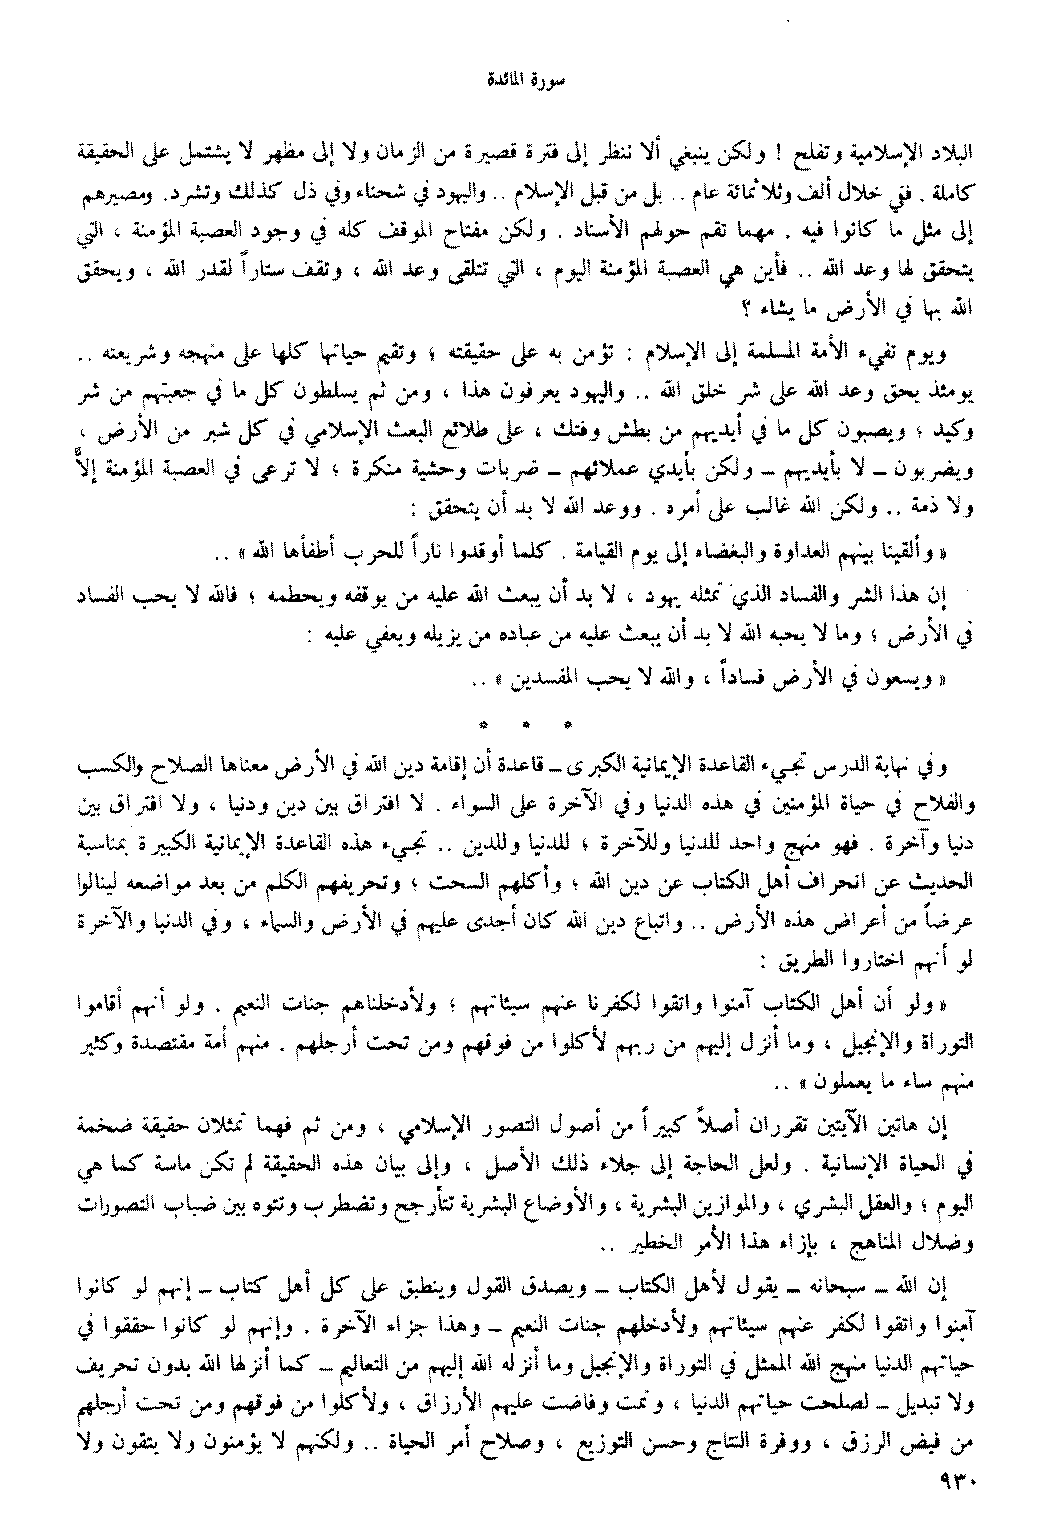 سورة المائدة
البلاد الإسلامية وتفلح ! ولكن ينبغي ألا ننظر إلى فترة قصيرة من الزمان ولا إلى مظهر لا يشتمل على الحقيقة
كاملة . ففي خلال ألف وثلاثمائة عام .. بل من قبل الإسلام .. واليهود في شحناء وفي ذل كذلك وتشرد. ومصيرهم
إلى مثل ما كانوا فيه . مهما تقم حولهم الأسناد . ولكن مفتاح الموقف كله في وجود العصبة المؤمنة ، التي
يتحقق لها وعد الله .. فأين هي العصبة المؤمنة اليوم ، التي تتلقى وعد الله ، وتقف ستاراً لقدر الله ، ويحقق
الله بها في الأرض ما يشاء ؟
ويوم تفيء الأمة المسلمة إلى الإسلام : تؤمن به على حقيقته ؛ وتقيم حياتها كلها على منهجه وشريعته ..
يومئذ يحق وعد الله على شر خلق الله .. واليهود يعرفون هذا ، ومن ثم يسلطون كل ما في جعبتهم من شر
وكيد ؛ ويصبون كل ما في أيديهم من بطش وفتك ، على طلائع البعث الإسلامي في كل شبر من الأرض ،
ويضربون – لا بأيديهم – ولكن بأيدي عملائهم – ضربات وحشية منكرة ؛ لا ترعى في العصبة المؤمنة إلاًّ
ولا ذمة .. ولكن الله غالب على أمره . ووعد الله لا بد أن يتحقق :
« وألقينا بينهم العداوة والبغضاء إلى يوم القيامة . كلما أوقدوا ناراً للحرب أطفأها الله » ..
إن هذا الشر والفساد الذي تمثله يهود ، لا بد أن يبعث الله عليه من يوقفه ويحطمه ؛ فالله لا يحب الفساد
في الأرض ؛ وما لا يحبه الله لا بد أن يبعث عليه من عباده من يزيله ويعفي عليه :
« ويسعون في الأرض فساداً ، والله لا يحب المفسدين » ..
* * *
وفي نهاية الدرس تجيء القاعدة الإيمانية الكبرى – قاعدة أن إقامة دين الله في الأرض معناها الصلاح والكسب
والفلاح في حياة المؤمنين في هذه الدنيا وفي الآخرة على السواء . لا افتراق بين دين ودنيا ، ولا افتراق بين
دنيا وآخرة . فهو منهج واحد للدنيا وللآخرة ؛ للدنيا وللدين .. تجيء هذه القاعدة الإيمانية الكبيرة بمناسبة
الحديث عن انحراف أهل الكتاب عن دين الله ؛ وأكلهم السحت ؛ وتحريفهم الكلم من بعد مواضعه لينالوا
عرضاً من أعراض هذه الأرض .. واتباع دين الله كان أجدى عليهم في الأرض والسماء ، وفي الدنيا والآخرة
لو أنهم اختاروا الطريق :
« ولو أن أهل الكتاب آمنوا واتقوا لكفرنا عنهم سيئاتهم ؛ ولأدخلناهم جنات النعيم . ولو أنهم أقاموا
التوراة والإنجيل ، وما أنزل إليهم من ربهم لأكلوا من فوقهم ومن تحت أرجلهم . منهم أمة مقتصدة وكثير
منهم ساء ما يعملون » ..
إن هاتين الآيتين تقرران أصلاً كبيراً من أصول التصور الإسلامي ، ومن ثم فهما تمثلان حقيقة ضخمة
في الحياة الإنسانية . ولعل الحاجة إلى جلاء ذلك الأصل ، وإلى بيان هذه الحقيقة لم تكن ماسة كما هي
اليوم ؛ والعقل البشري ، والموازين البشرية ، والأوضاع البشرية تتأرجح وتضطرب وتتوه بين ضباب التصورات
وضلال المناهج ، بإزاء هذا الأمر الخطير ..
إن الله – سبحانه – يقول لأهل الكتاب – ويصدق القول وينطبق على كل أهل كتاب – إنهم لو كانوا
آمنوا واتقوا لكفر عنهم سيئاتهم ولأدخلهم جنات النعيم – وهذا جزاء الآخرة . وإنهم لو كانوا حققوا في
حياتهم الدنيا منهج الله الممثل في التوراة والإنجيل وما أنزله الله إليهم من التعاليم – كما أنزلها الله بدون تحريف
ولا تبديل – لصلحت حياتهم الدنيا ، ونمت وفاضت عليهم الأرزاق ، ولأكلوا من فوقهم ومن تحت أرجلهم
من فيض الرزق ، ووفرة النتاج وحسن التوزيع ، وصلاح أمر الحياة .. ولكنهم لا يؤمنون ولا يتقون ولا
٩٣٠